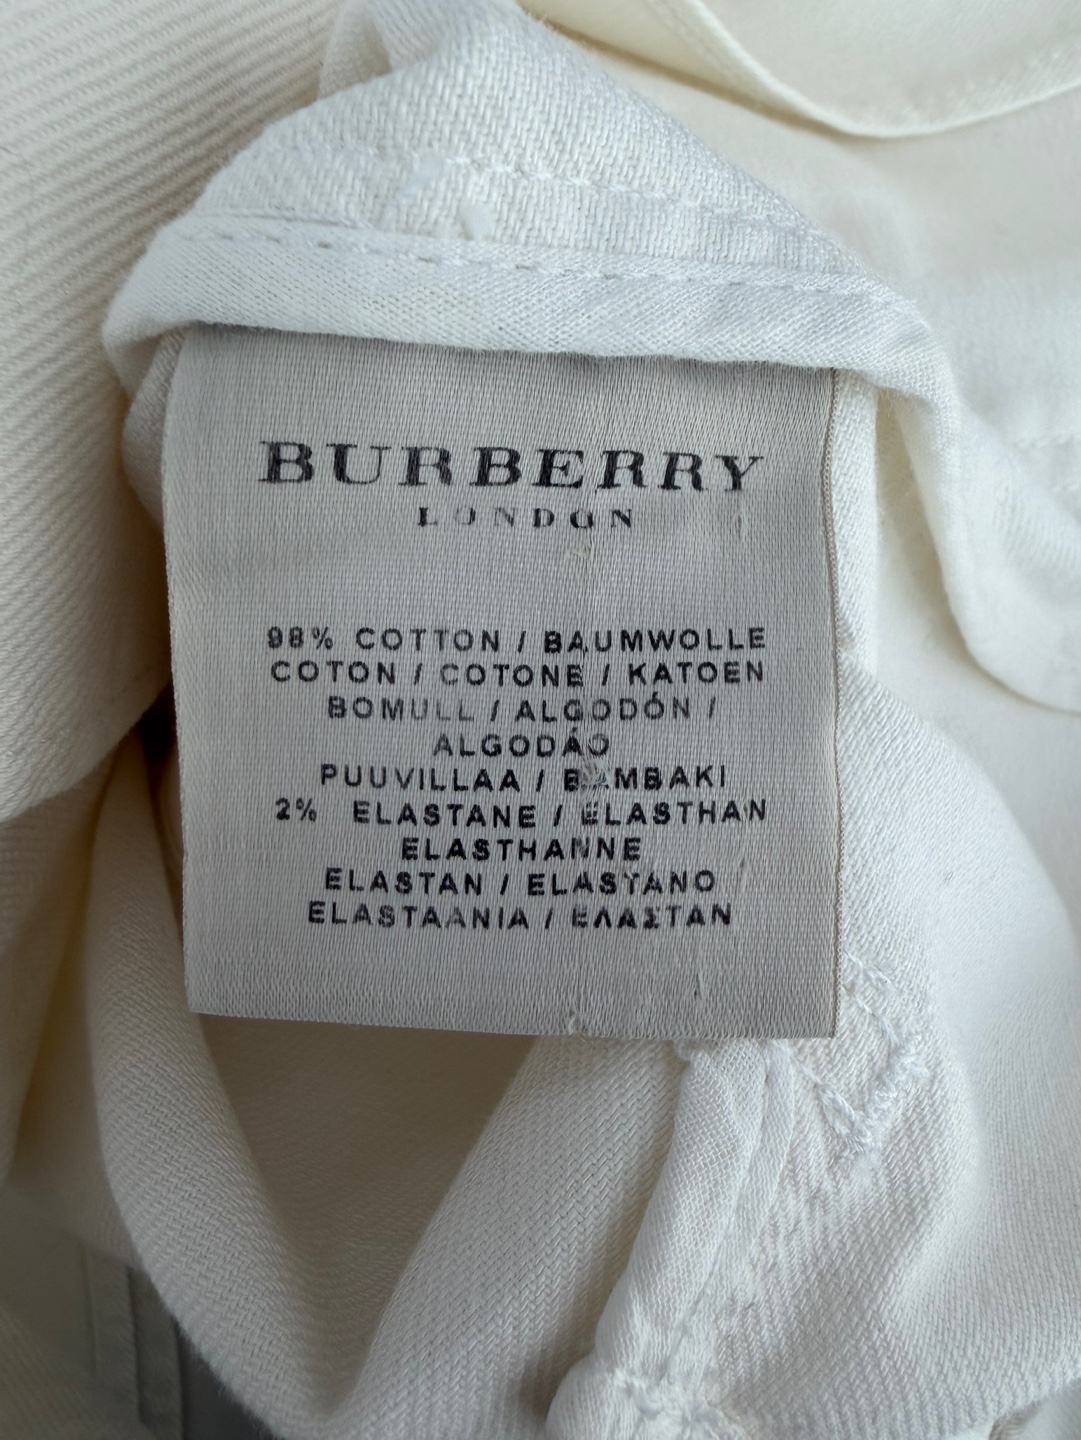 BURBERRY
LONDON
98% COTTON / BAUMWOLLE
COTON / COTONE / KATOEN
BOMULL / ALGODÓN /
ALGODÁO
PUUVILLAA / BAMBAKI
2% ELASTANE / ELASTHAN
ELASTHANNE
ELASTAN / ELASTANO
ELASTAANIA / ΕΛΑΣΤΑΝ